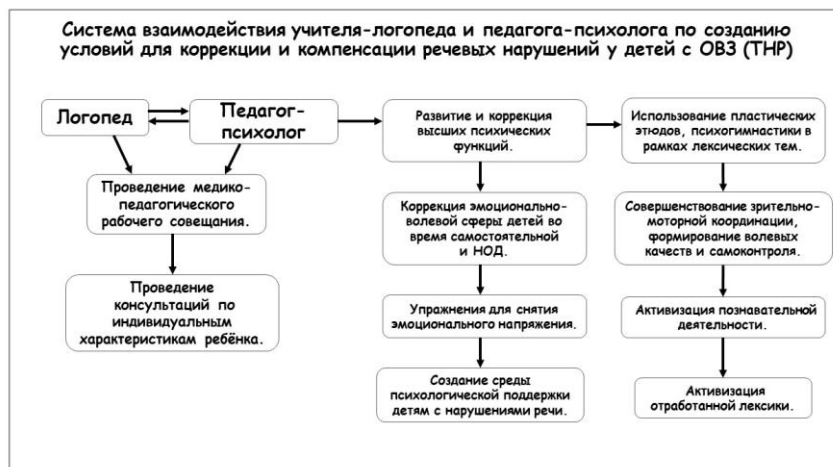 Система взаимодействия учителя-логопеда и педагога-психолога по созданию
условий для коррекции и компенсации речевых нарушений у детей с ОВЗ (ТНР)
Логопед
Педагог-
психолог
Проведение медико-
педагогического
рабочего совещания.
Проведение
консультаций по
индивидуальным
характеристикам ребёнка.
Развитие и коррекция
высших психических
функций.
Коррекция эмоционально-
волевой сферы детей во
время самостоятельной
и НОД.
Упражнения для снятия
эмоционального напряжения.
Создание среды
психологической поддержки
детям с нарушениями речи.
Использование пластических
этюдов, психогимнастики в
рамках лексических тем.
Совершенствование зрительно-
моторной координации,
формирование волевых
качеств и самоконтроля.
Активизация познавательной
деятельности.
Активизация
отработанной лексики.